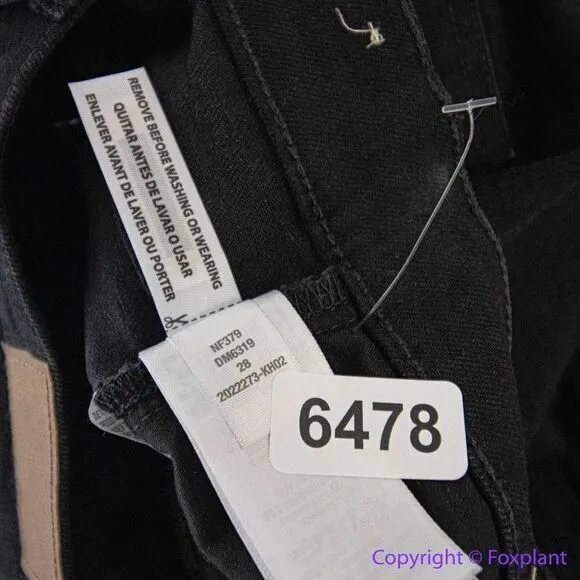 REMOVE BEFORE WASHING OR WEARING
QUITAR ANTES DE LAVAR O USAR
ENLEVER AVANT DE LAVER OU PORTER
NF379
DM6319
28
2022273-KH02
6478
Copyright © Foxplant